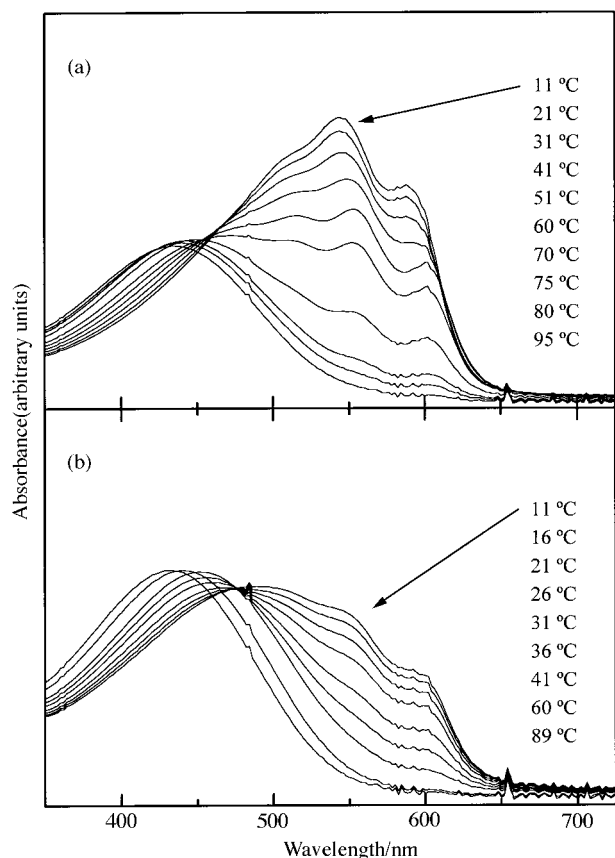 (a)
11 ºC
21 ºC
31 ºC
41 ºC
51 ºC
60 ºC
70 ºC
75 ºC
80 ºC
95 ºC
Absorbance(arbitrary units)
(b)
11 ºC
16 ºC
21 ºC
26 ºC
31 ºC
36 ºC
41 ºC
60 ºC
89 ºC
400 500 600 700
Wavelength/nm